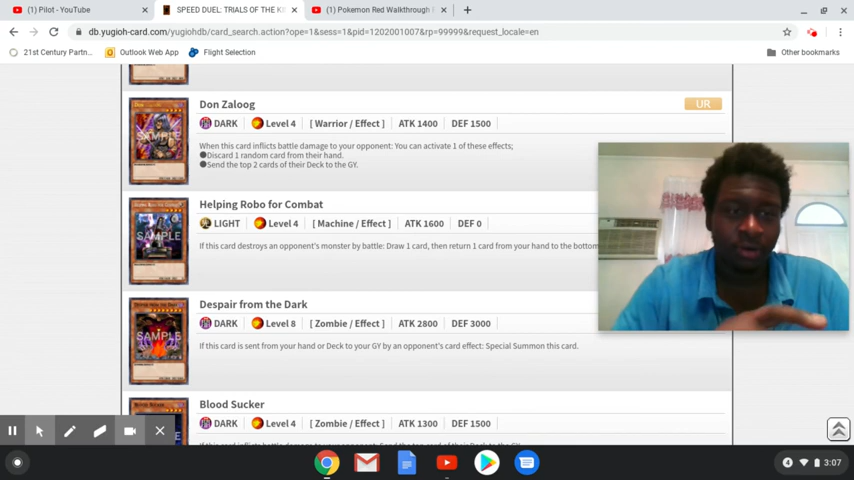 (1) Pilot - YouTube
SPEED DUEL: TRIALS OF THE KI
(1) Pokemon Red Walkthrough
db.yugioh-card.com/yugiohdb/card_search.action?ope=1&sess=1&pid=1202001007&rp=99999&request_locale=en
21st Century Partn...
Outlook Web App
Flight Selection
Other bookmarks
Don Zaloog
UR
DARK Level 4 [ Warrior / Effect ] ATK 1400 DEF 1500
When this card inflicts battle damage to your opponent: You can activate 1 of these effects;
●Discard 1 random card from their hand.
●Send the top 2 cards of their Deck to the GY.
SAMPLE
Helping Robo for Combat
LIGHT Level 4 [ Machine / Effect ] ATK 1600 DEF 0
If this card destroys an opponent's monster by battle: Draw 1 card, then return 1 card from your hand to the bottom
SAMPLE
Despair from the Dark
DARK Level 8 [ Zombie / Effect ] ATK 2800 DEF 3000
If this card is sent from your hand or Deck to your GY by an opponent's card effect: Special Summon this card.
SAMPLE
Blood Sucker
DARK Level 4 [ Zombie / Effect ] ATK 1300 DEF 1500
4 3:07